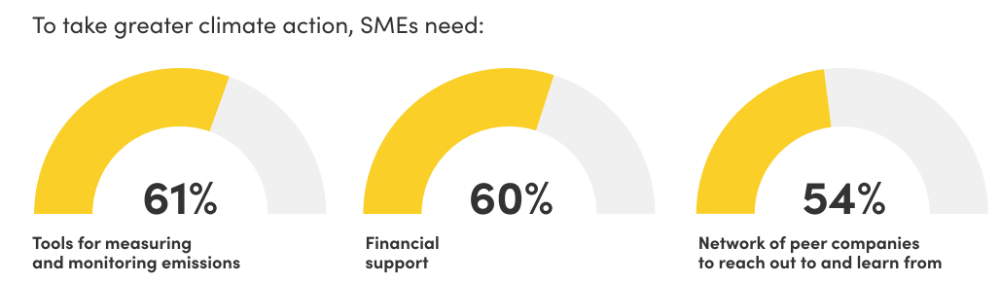 To take greater climate action, SMEs need:
61%
Tools for measuring
and monitoring emissions
60%
Financial
support
54%
Network of peer companies
to reach out to and learn from